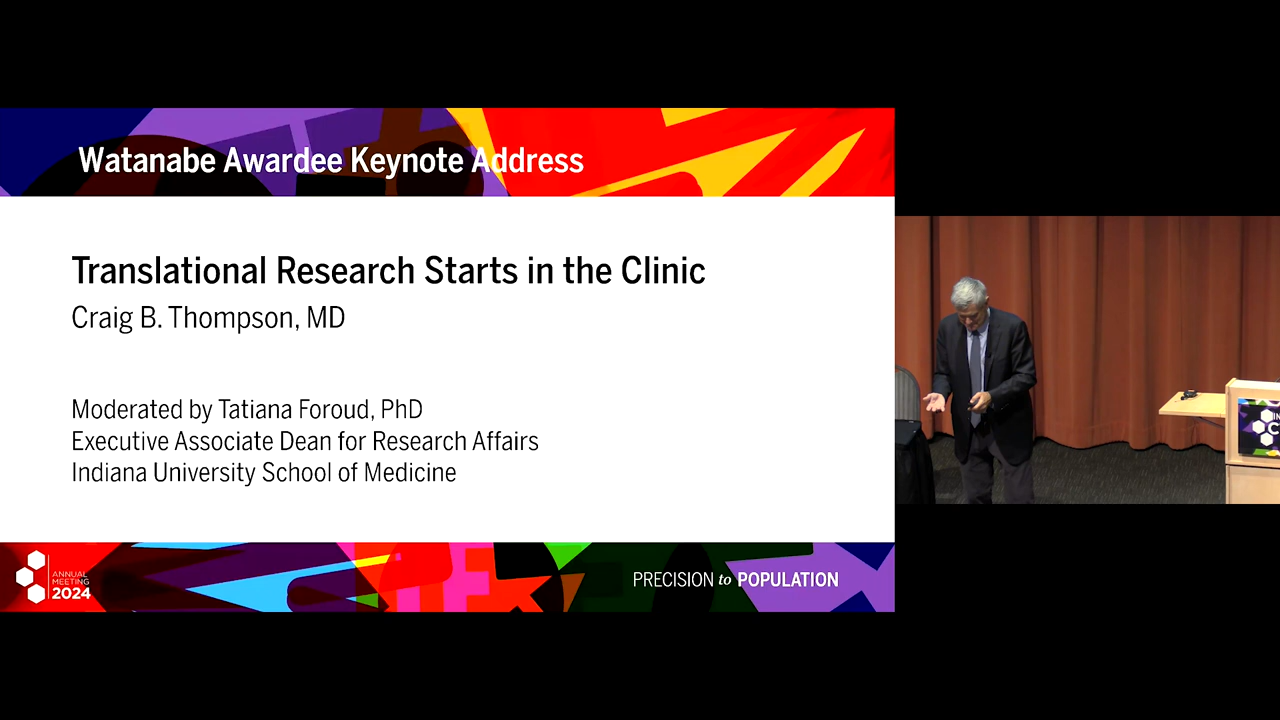 Watanabe Awardee Keynote Address
Translational Research Starts in the Clinic
Craig B. Thompson, MD
Moderated by Tatiana Foroud, PhD
Executive Associate Dean for Research Affairs
Indiana University School of Medicine
ANNUAL
MEETING
2024
PRECISION to POPULATION